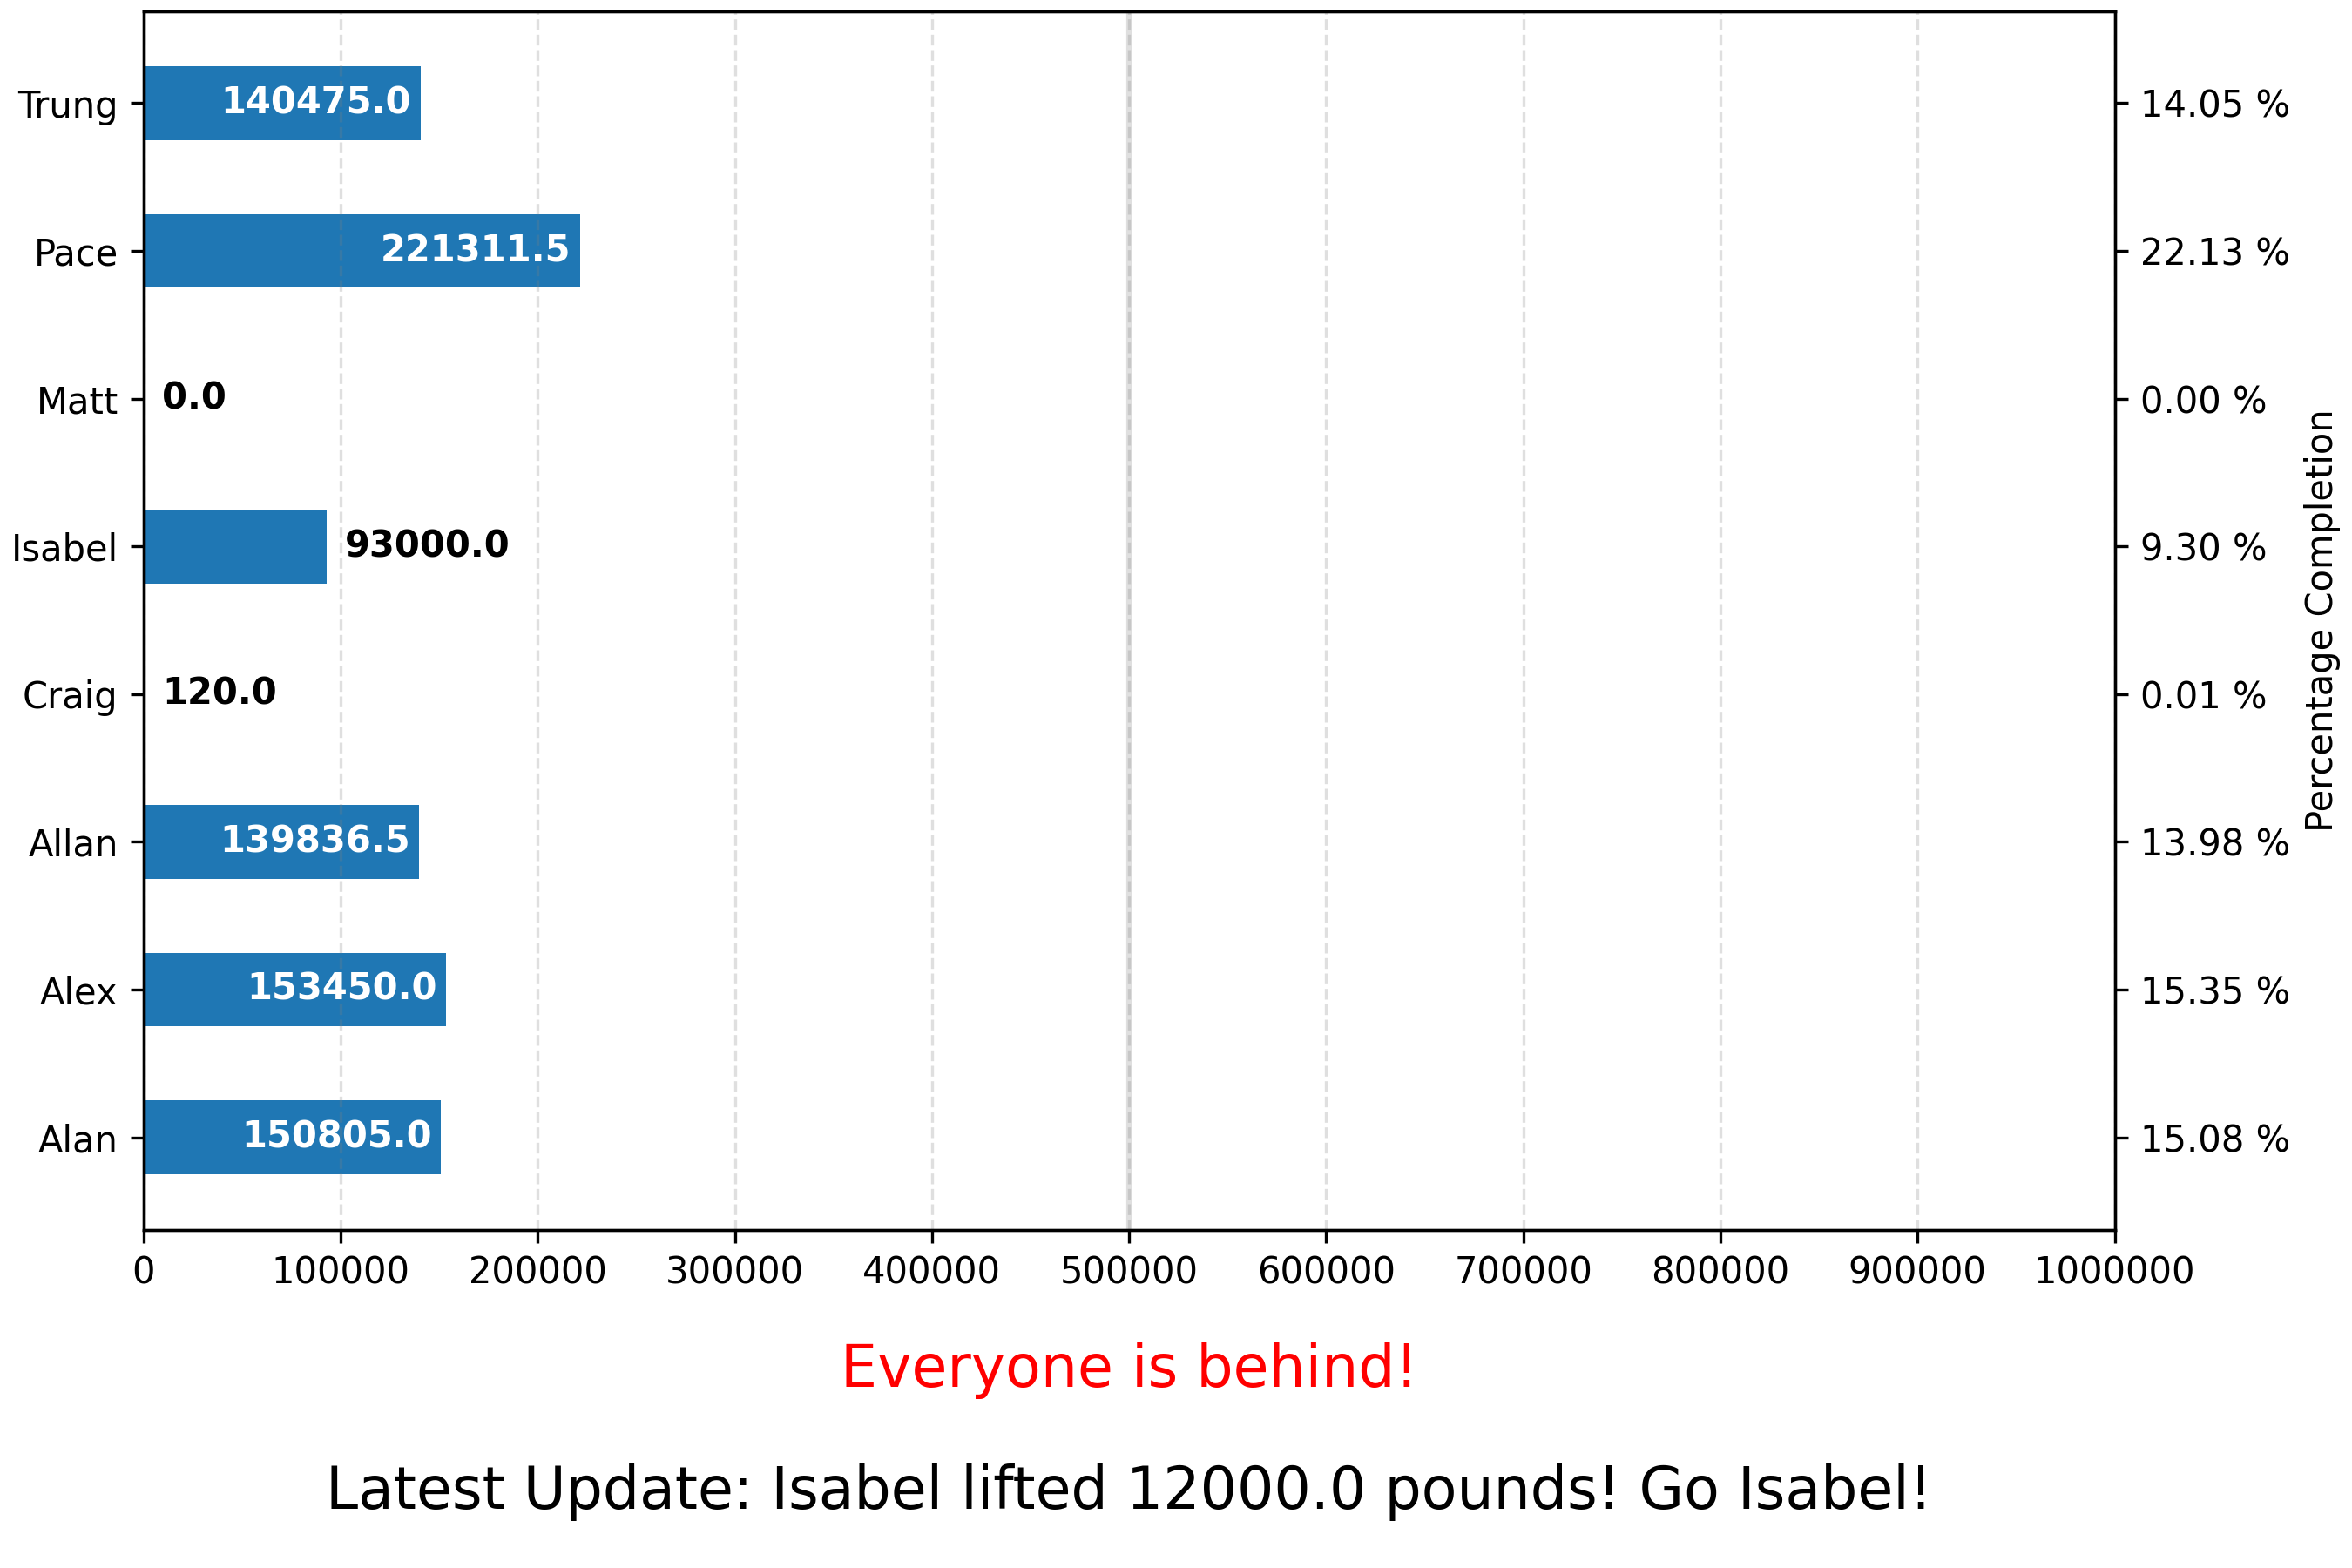 Trung 140475.0 14.05 %
Pace 221311.5 22.13 %
Matt 0.0 0.00 %
Isabel 93000.0 9.30 %
Craig 120.0 0.01 %
Allan 139836.5 13.98 %
Alex 153450.0 15.35 %
Alan 150805.0 15.08 %
Percentage Completion
0 100000 200000 300000 400000 500000 600000 700000 800000 900000 1000000
Everyone is behind!
Latest Update: Isabel lifted 12000.0 pounds! Go Isabel!